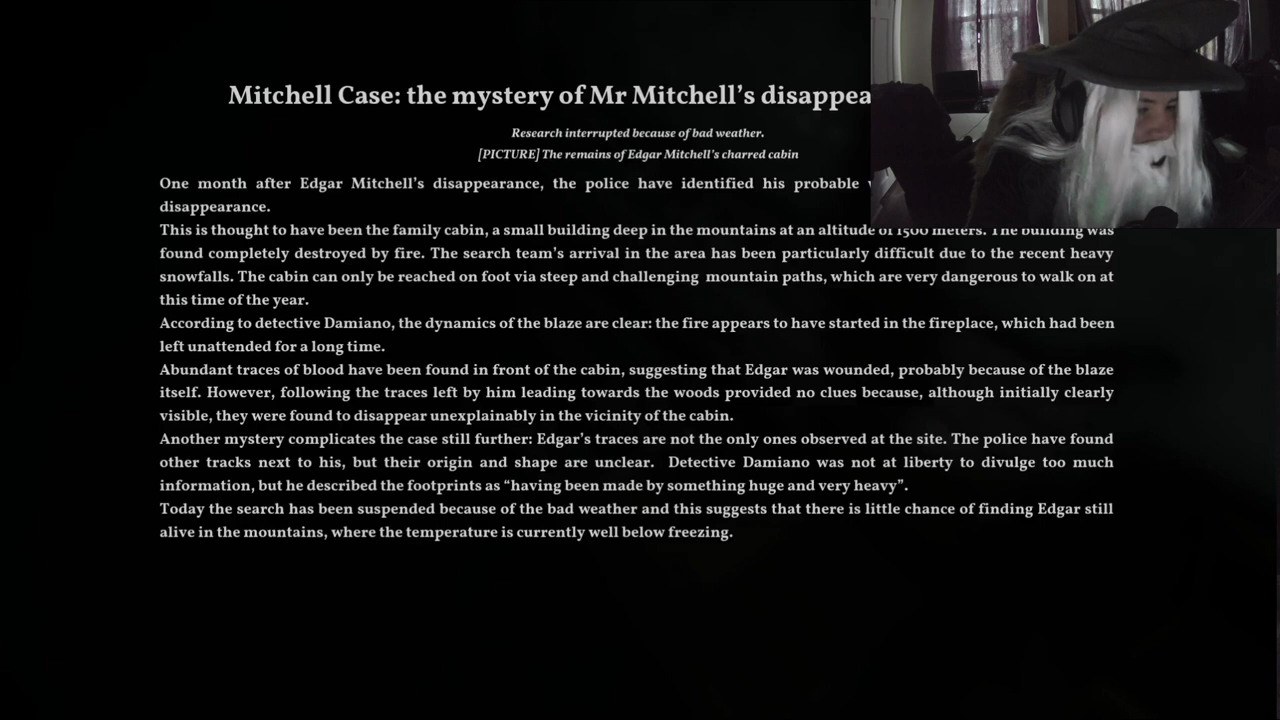 Mitchell Case: the mystery of Mr Mitchell's
Research interrupted because of bad weather.
[PICTURE] The remains of Edgar Mitchell's charred cabin
One month after Edgar Mitchell's disappearance, the police have identified his probable
disappearance.
This is thought to have been the family cabin, a small building deep in the mountains at an altitude of 1500 meters. The building was
found completely destroyed by fire. The search team's arrival in the area has been particularly difficult due to the recent heavy
snowfalls. The cabin can only be reached on foot via steep and challenging mountain paths, which are very dangerous to walk on at
this time of the year.
According to detective Damiano, the dynamics of the blaze are clear: the fire appears to have started in the fireplace, which had been
left unattended for a long time.
Abundant traces of blood have been found in front of the cabin, suggesting that Edgar was wounded, probably because of the blaze
itself. However, following the traces left by him leading towards the woods provided no clues because, although initially clearly
visible, they were found to disappear unexplainably in the vicinity of the cabin.
Another mystery complicates the case still further: Edgar's traces are not the only ones observed at the site. The police have found
other tracks next to his, but their origin and shape are unclear. Detective Damiano was not at liberty to divulge too much
information, but he described the footprints as “having been made by something huge and very heavy”.
Today the search has been suspended because of the bad weather and this suggests that there is little chance of finding Edgar still
alive in the mountains, where the temperature is currently well below freezing.